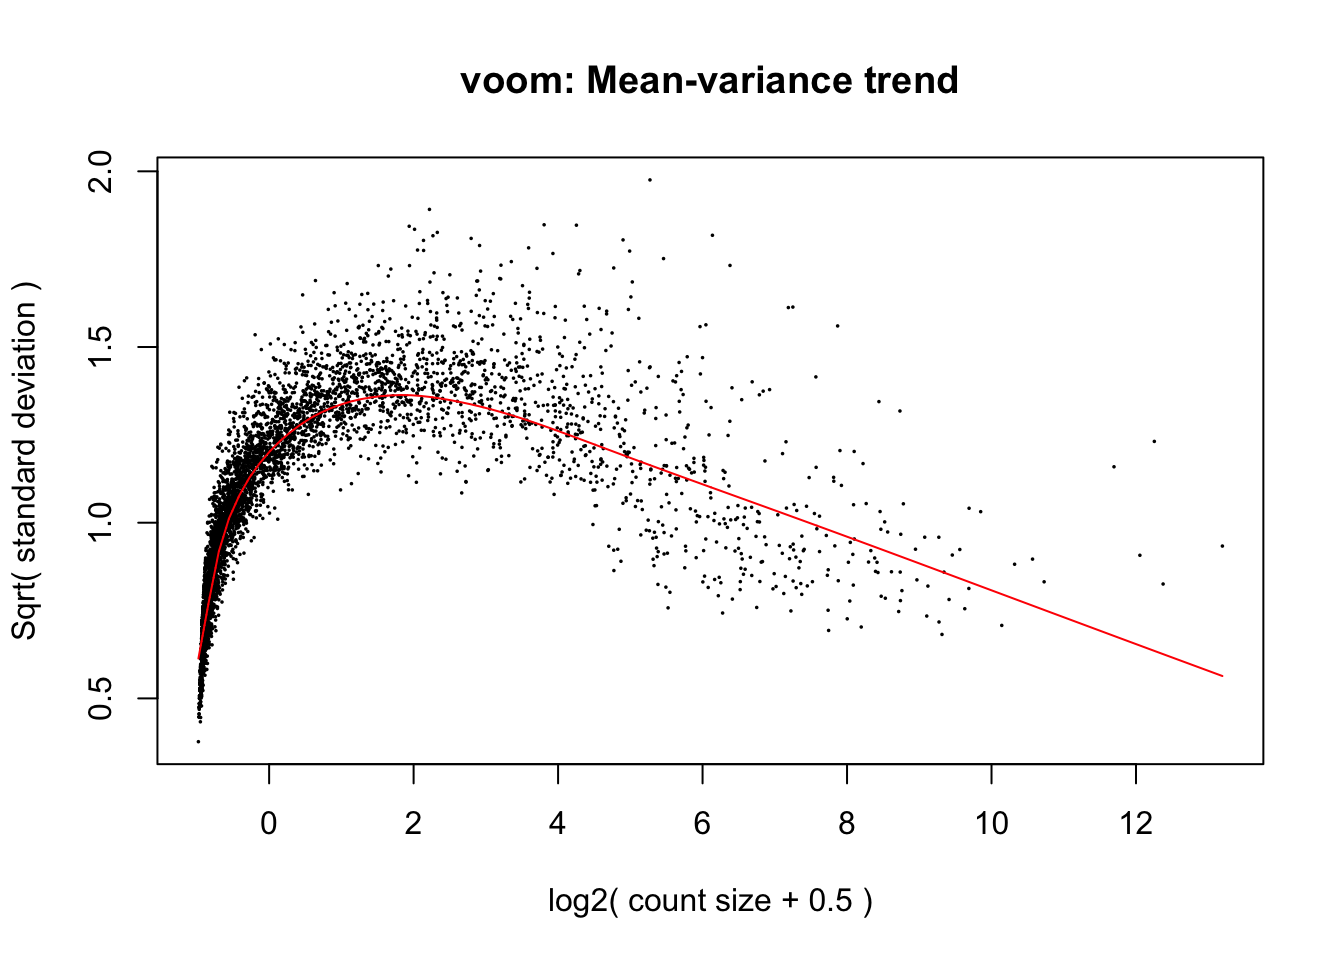 voom: Mean-variance trend
Sqrt( standard deviation )
2.0
1.5
1.0
0.5
0 2 4 6 8 10 12
log2( count size + 0.5 )